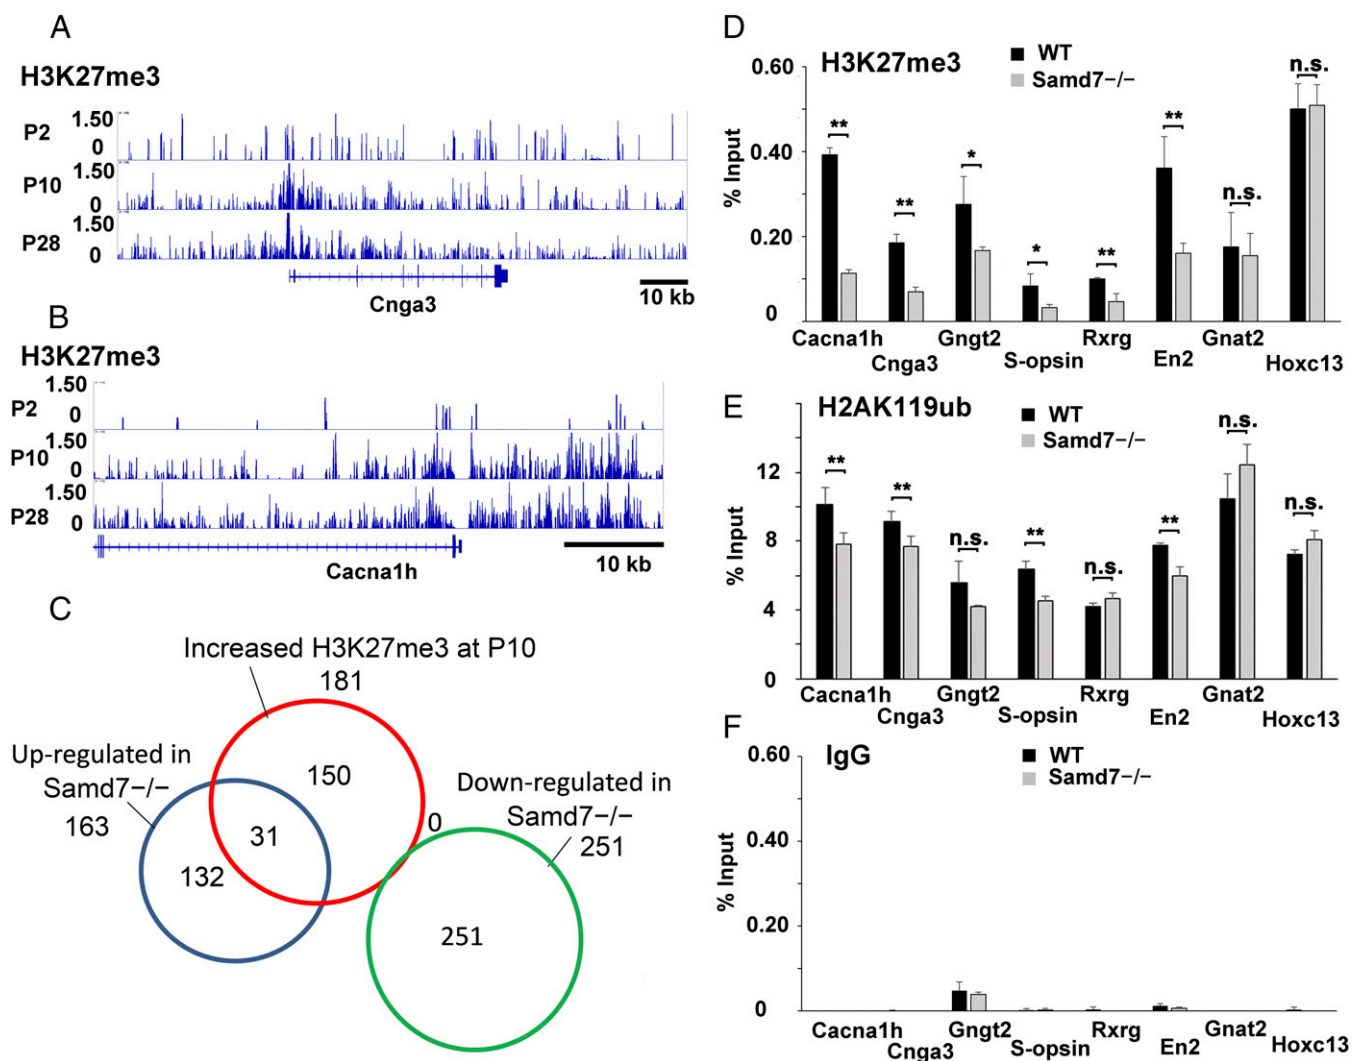 A
H3K27me3
P2
1.50
0
P10
1.50
0
P28
1.50
0
Cnga3
10 kb
B
H3K27me3
P2
1.50
0
P10
1.50
0
P28
1.50
0
Cacna1h
10 kb
C
Increased H3K27me3 at P10
181
Up-regulated in
Samd7−/−
163
150
31
132
0
Down-regulated in
Samd7−/−
251
251
D
H3K27me3
WT
Samd7−/−
% Input
0.60
0.40
0.20
0
**
**
*
*
**
**
n.s.
n.s.
Cacna1h
Cnga3
Gngt2
S-opsin
Rxrg
En2
Gnat2
Hoxc13
E
H2AK119ub
WT
Samd7−/−
% Input
12
8
4
0
**
**
n.s.
**
n.s.
**
n.s.
n.s.
Cacna1h
Cnga3
Gngt2
S-opsin
Rxrg
En2
Gnat2
Hoxc13
F
IgG
WT
Samd7−/−
% Input
0.60
0.40
0.20
0
Cacna1h
Cnga3
Gngt2
S-opsin
Rxrg
En2
Gnat2
Hoxc13